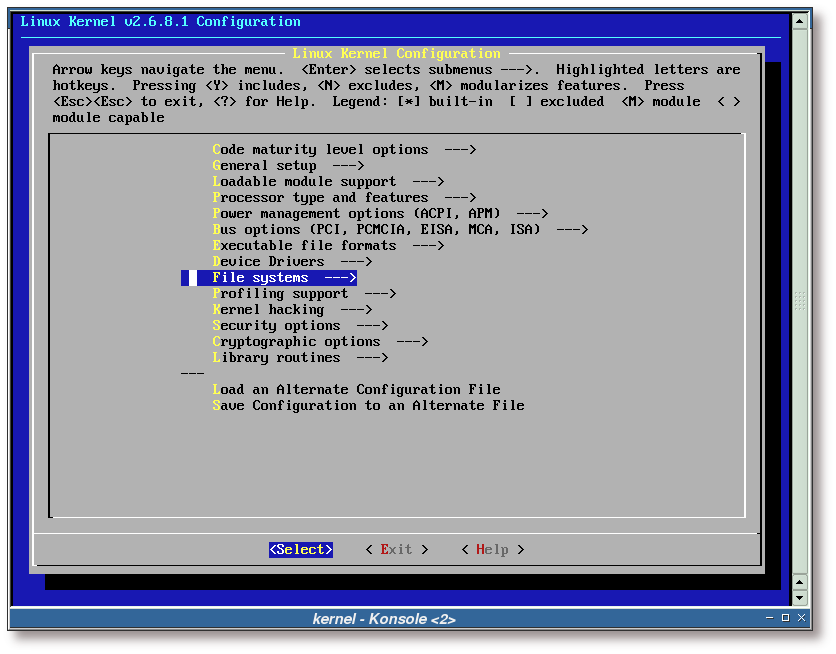 Linux Kernel v2.6.8.1 Configuration
Linux Kernel Configuration
Arrow keys navigate the menu.  <Enter> selects submenus --->.  Highlighted letters are
hotkeys.  Pressing <Y> includes, <N> excludes, <M> modularizes features.  Press
<Esc><Esc> to exit, <?> for Help.  Legend: [*] built-in  [ ] excluded  <M> module  < >
module capable
Code maturity level options  --->
General setup  --->
Loadable module support  --->
Processor type and features  --->
Power management options (ACPI, APM)  --->
Bus options (PCI, PCMCIA, EISA, MCA, ISA)  --->
Executable file formats  --->
Device Drivers  --->
File systems  --->
Profiling support  --->
Kernel hacking  --->
Security options  --->
Cryptographic options  --->
Library routines  --->
---
Load an Alternate Configuration File
Save Configuration to an Alternate File
<Select>    < Exit >    < Help >
kernel - Konsole <2>